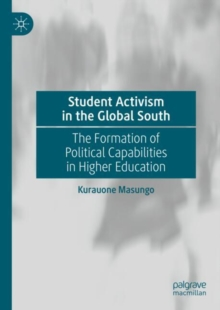 Student Activism
in the Global South
The Formation of
Political Capabilities
in Higher Education
Kurauone Masungo
palgrave
macmillan